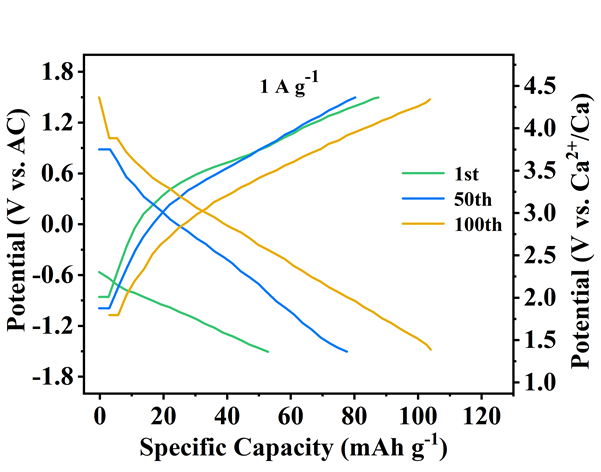 1 A g⁻¹
1st
50th
100th
1.8
1.2
0.6
0.0
-0.6
-1.2
-1.8
4.5
4.0
3.5
3.0
2.5
2.0
1.5
1.0
0 20 40 60 80 100 120
Potential (V vs. AC)
Potential (V vs. Ca²⁺/Ca)
Specific Capacity (mAh g⁻¹)